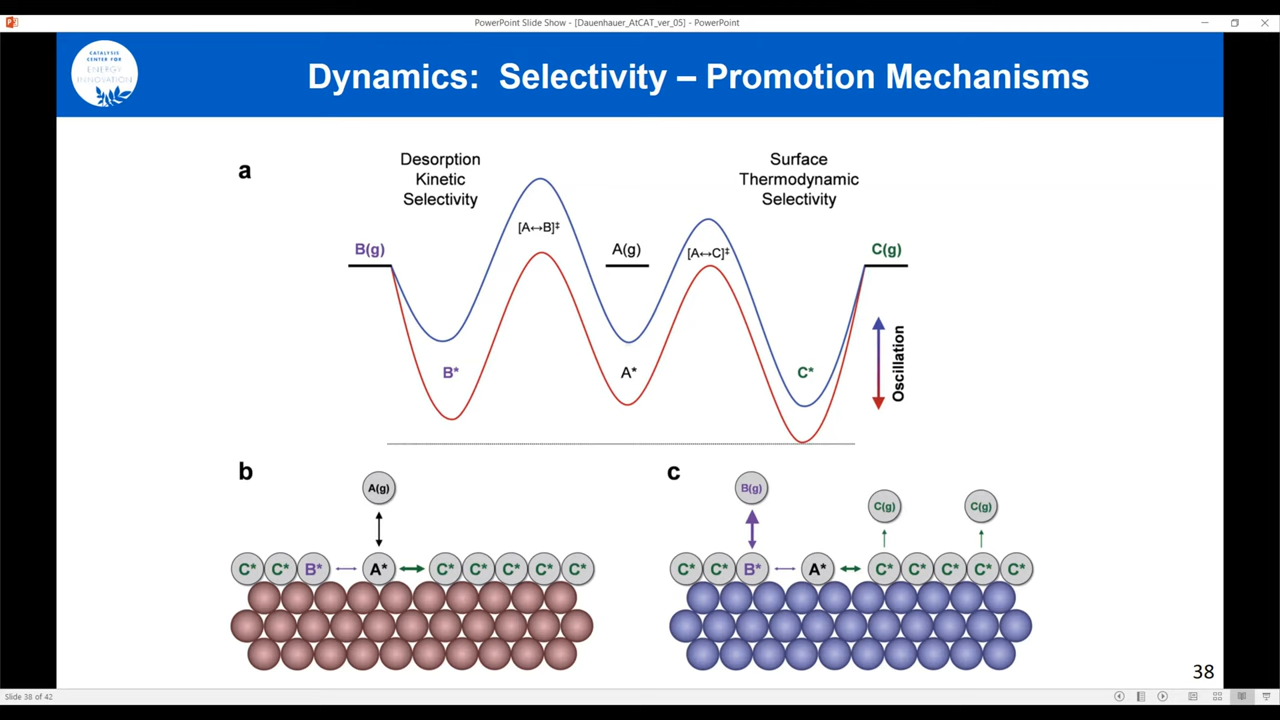 PowerPoint Slide Show - [Dauenhauer_AtCAT_ver_05] - PowerPoint
CATALYSIS
CENTER FOR
ENERGY
INNOVATION
Dynamics: Selectivity – Promotion Mechanisms
a
Desorption
Kinetic
Selectivity
Surface
Thermodynamic
Selectivity
[A↔B]‡
B(g)
A(g)
[A↔C]‡
C(g)
B*
A*
C*
Oscillation
b
A(g)
C* C* B* A* C* C* C* C* C*
c
B(g)
C(g)
C(g)
C* C* B* A* C* C* C* C* C*
38
Slide 38 of 42